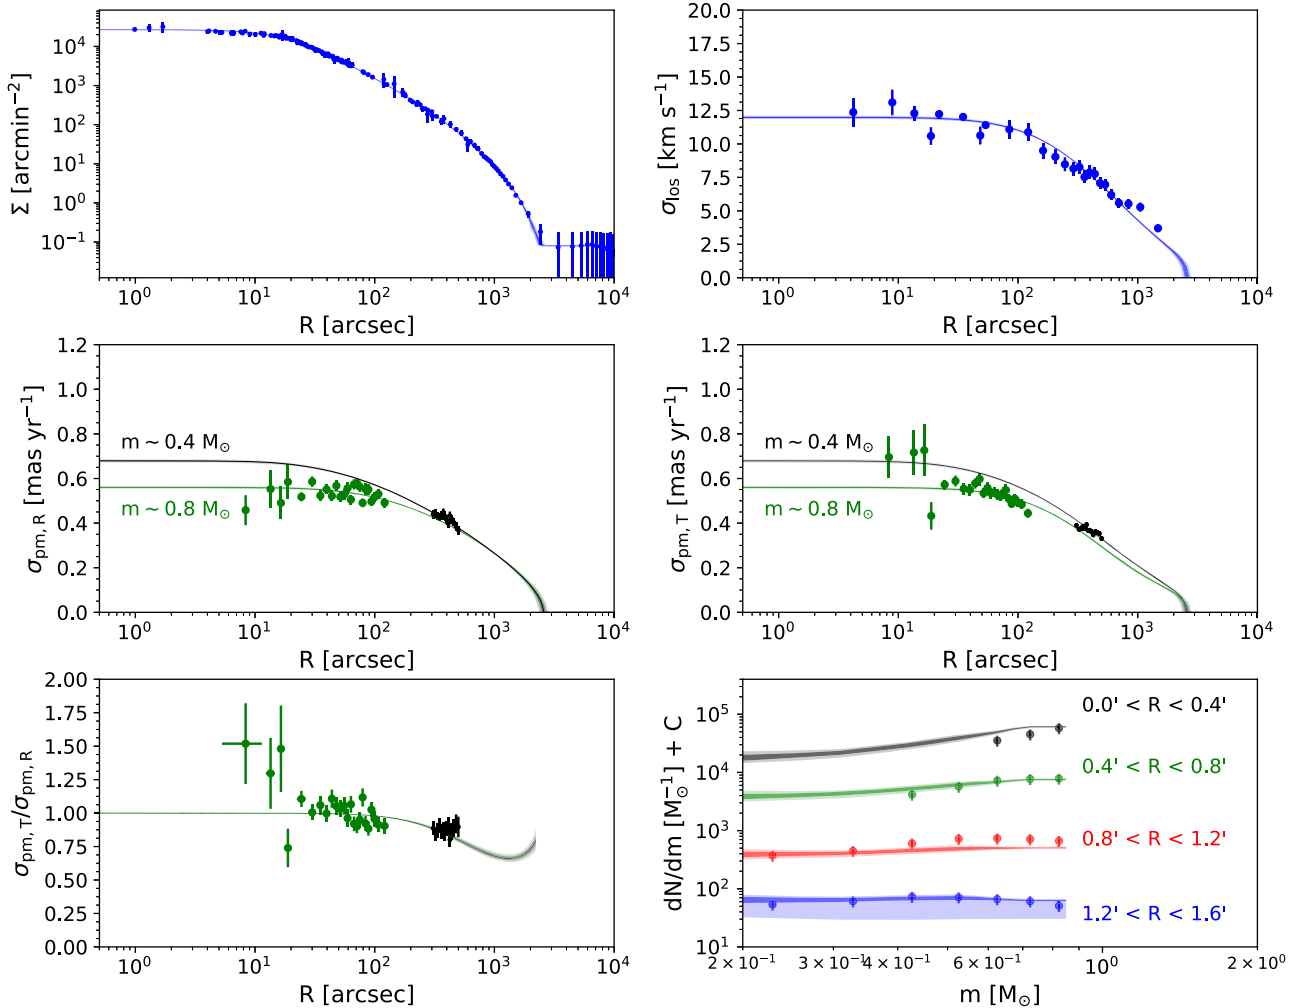 10⁴
10³
10²
10¹
10⁰
10⁻¹
Σ [arcmin⁻²]
10⁰ 10¹ 10² 10³ 10⁴
R [arcsec]
20.0
17.5
15.0
12.5
10.0
7.5
5.0
2.5
0.0
σ_los [km s⁻¹]
10⁰ 10¹ 10² 10³ 10⁴
R [arcsec]
1.2
1.0
0.8
0.6
0.4
0.2
0.0
σ_pm, R [mas yr⁻¹]
m ~ 0.4 M⊙
m ~ 0.8 M⊙
10⁰ 10¹ 10² 10³ 10⁴
R [arcsec]
1.2
1.0
0.8
0.6
0.4
0.2
0.0
σ_pm, T [mas yr⁻¹]
m ~ 0.4 M⊙
m ~ 0.8 M⊙
10⁰ 10¹ 10² 10³ 10⁴
R [arcsec]
2.00
1.75
1.50
1.25
1.00
0.75
0.50
0.25
0.00
σ_pm, T/σ_pm, R
10⁰ 10¹ 10² 10³ 10⁴
R [arcsec]
10⁵
10⁴
10³
10²
10¹
dN/dm [M⊙⁻¹] + C
0.0' < R < 0.4'
0.4' < R < 0.8'
0.8' < R < 1.2'
1.2' < R < 1.6'
2 × 10⁻¹ 3 × 10⁻¹ 4 × 10⁻¹ 6 × 10⁻¹ 10⁰ 2 × 10⁰
m [M⊙]